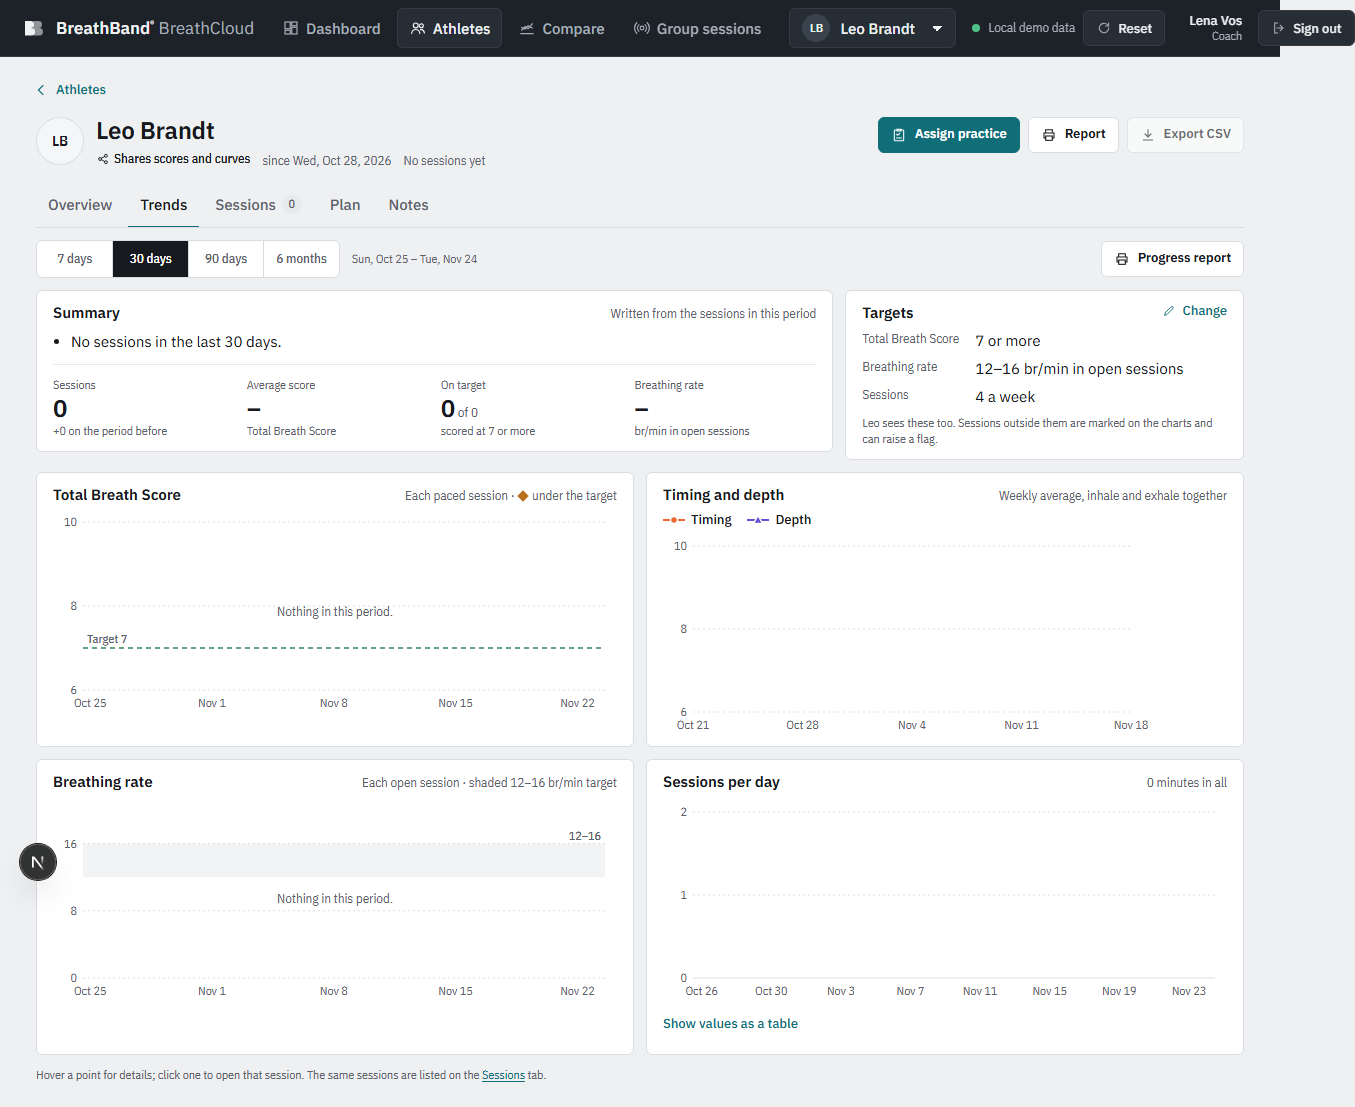 BreathBand® BreathCloud
Dashboard
Athletes
Compare
Group sessions
LB
Leo Brandt
Local demo data
Reset
Lena Vos
Coach
Sign out
Athletes
LB
Leo Brandt
Shares scores and curves
since Wed, Oct 28, 2026
No sessions yet
Assign practice
Report
Export CSV
Overview
Trends
Sessions 0
Plan
Notes
7 days
30 days
90 days
6 months
Sun, Oct 25 – Tue, Nov 24
Progress report
Summary
Written from the sessions in this period
• No sessions in the last 30 days.
Sessions
0
+0 on the period before
Average score
–
Total Breath Score
On target
0 of 0
scored at 7 or more
Breathing rate
–
br/min in open sessions
Targets
Change
Total Breath Score 7 or more
Breathing rate 12–16 br/min in open sessions
Sessions 4 a week
Leo sees these too. Sessions outside them are marked on the charts and
can raise a flag.
Total Breath Score
Each paced session · ◆ under the target
10
8
Nothing in this period.
Target 7
6
Oct 25 Nov 1 Nov 8 Nov 15 Nov 22
Timing and depth
Weekly average, inhale and exhale together
Timing Depth
10
8
6
Oct 21 Oct 28 Nov 4 Nov 11 Nov 18
Breathing rate
Each open session · shaded 12–16 br/min target
12–16
16
Nothing in this period.
8
0
Oct 25 Nov 1 Nov 8 Nov 15 Nov 22
N
Sessions per day
0 minutes in all
2
1
0
Oct 26 Oct 30 Nov 3 Nov 7 Nov 11 Nov 15 Nov 19 Nov 23
Show values as a table
Hover a point for details; click one to open that session. The same sessions are listed on the Sessions tab.